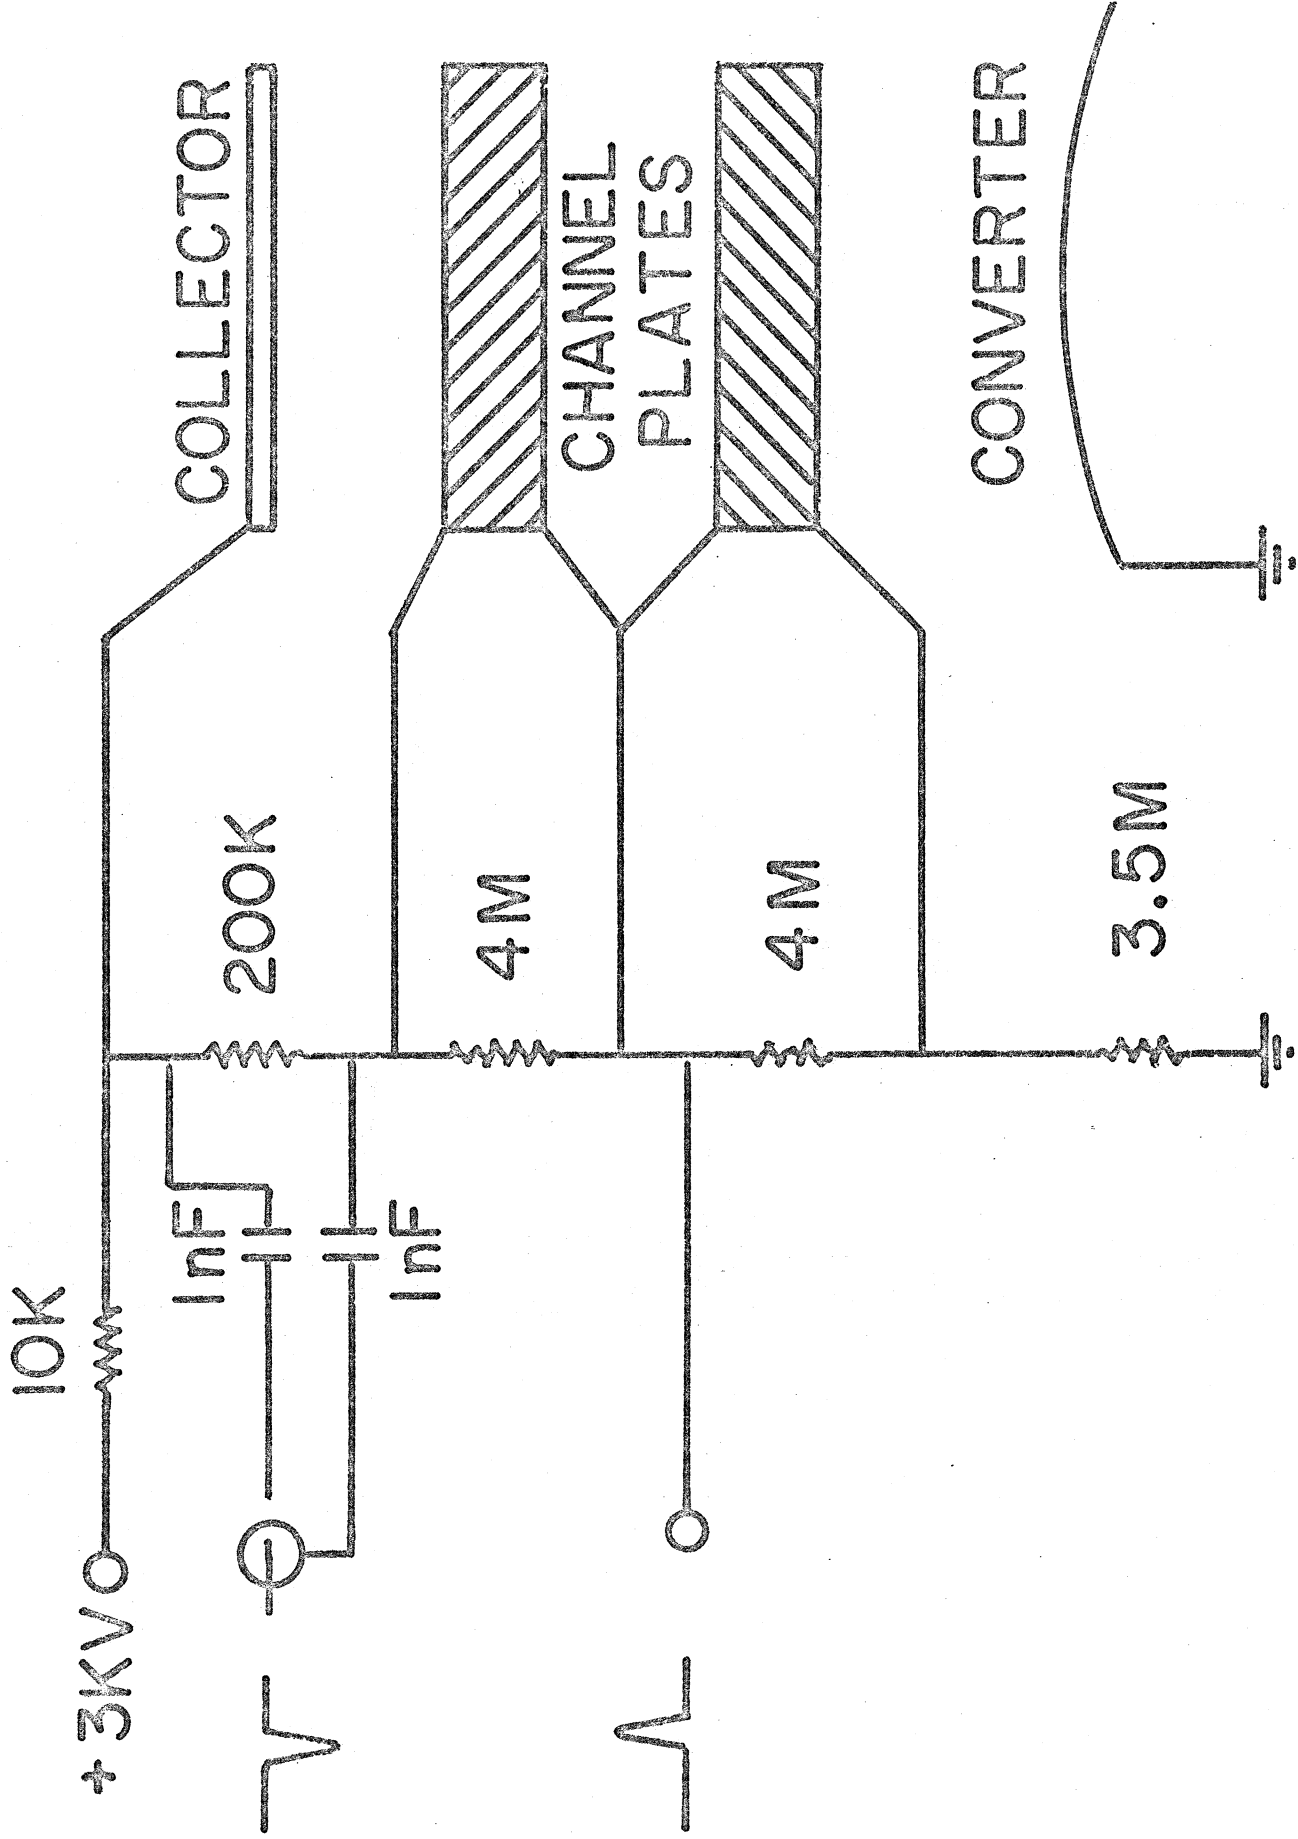 +3KV
10K
1nF
1nF
200K
4M
4M
3.5M
COLLECTOR
CHANNEL
PLATES
CONVERTER